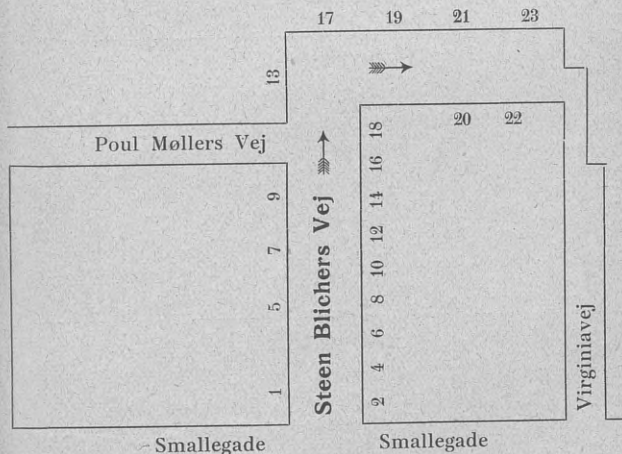 17 19 21 23
13
Poul Møllers Vej
20 22
18
16
14
12
10
8
6
4
2
9
7
5
1
Steen Blichers Vej
Virginiavej
Smallegade
Smallegade